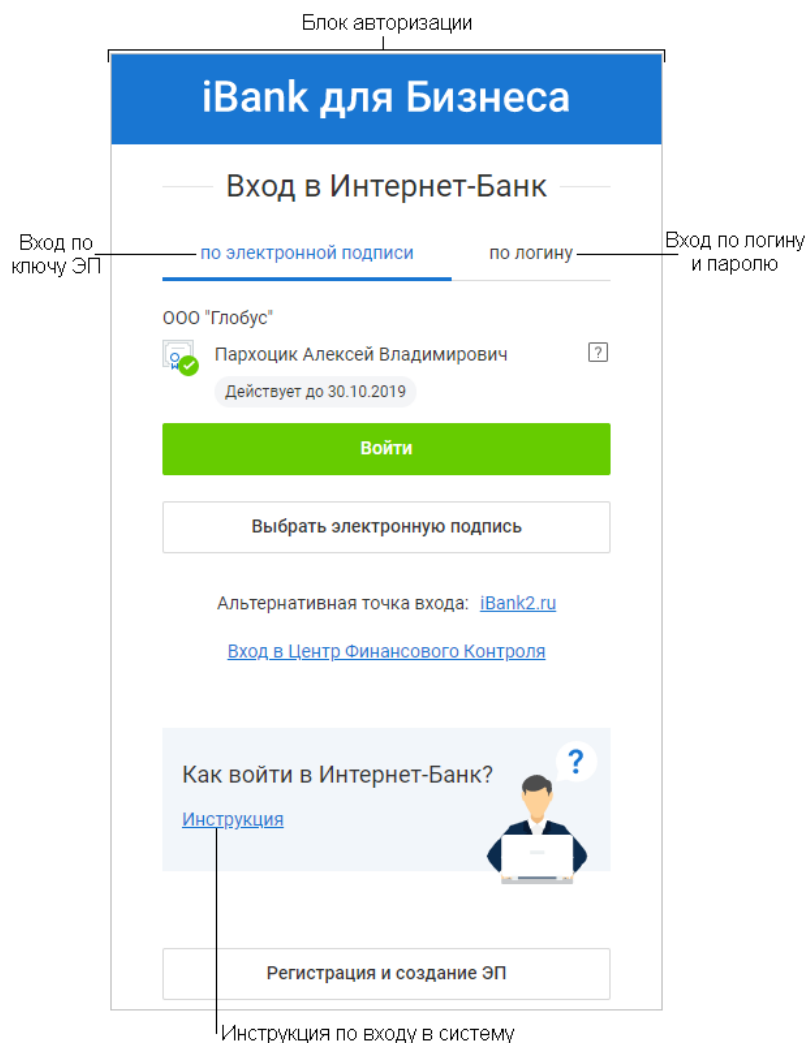 Блок авторизации
iBank для Бизнеса
Вход в Интернет-Банк
Вход по
ключу ЭП
по электронной подписи
по логину
Вход по логину
и паролю
ООО "Глобус"
Пархоцик Алексей Владимирович
?
Действует до 30.10.2019
Войти
Выбрать электронную подпись
Альтернативная точка входа: iBank2.ru
Вход в Центр Финансового Контроля
?
Как войти в Интернет-Банк?
Инструкция
Регистрация и создание ЭП
Инструкция по входу в систему